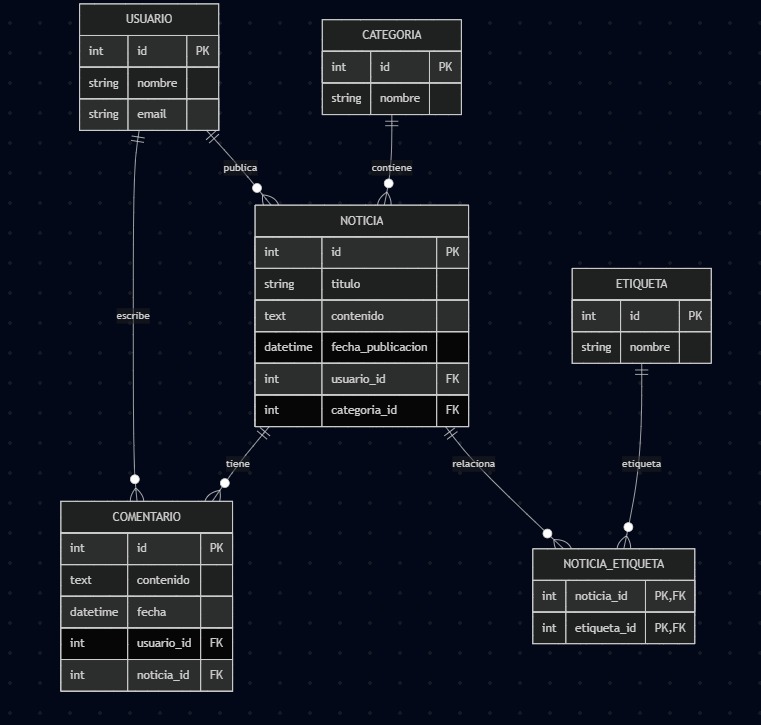 USUARIO
int id PK
string nombre
string email
CATEGORIA
int id PK
string nombre
publica
contiene
NOTICIA
int id PK
string titulo
text contenido
datetime fecha_publicacion
int usuario_id FK
int categoria_id FK
ETIQUETA
int id PK
string nombre
escribe
tiene
relaciona
etiqueta
COMENTARIO
int id PK
text contenido
datetime fecha
int usuario_id FK
int noticia_id FK
NOTICIA_ETIQUETA
int noticia_id PK,FK
int etiqueta_id PK,FK